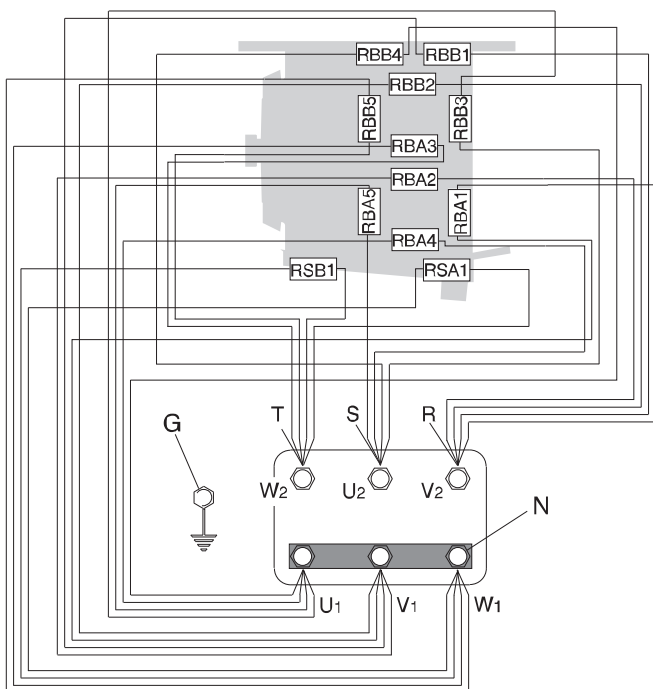 RBB4 RBB1
RBB2
RBB5 RBB3
RBA3
RBA2
RBA5 RBA1
RBA4
RSB1 RSA1
T S R
G
W2 U2 V2
N
U1 V1 W1